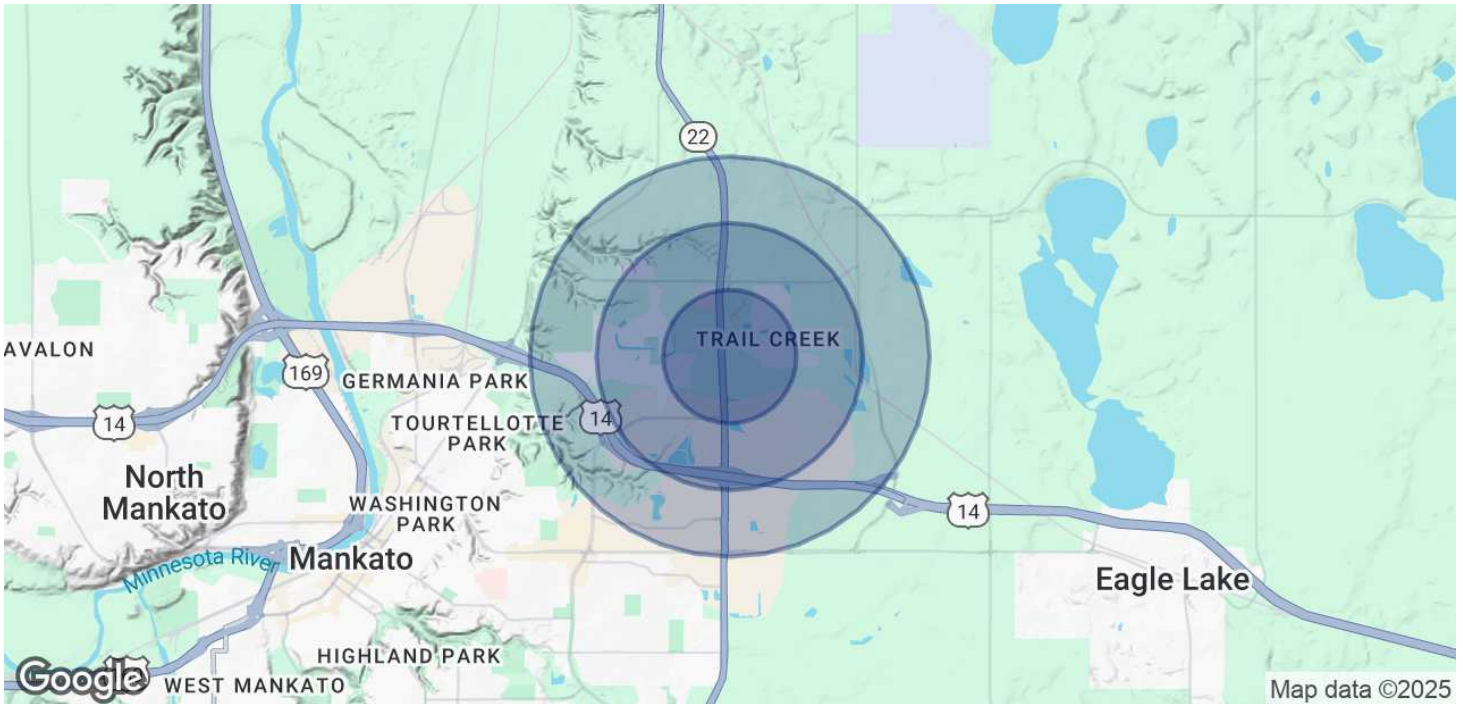 22
TRAIL CREEK
AVALON
169
GERMANIA PARK
14
TOURTELLOTTE
PARK
14
North
Mankato
WASHINGTON
PARK
14
Minnesota River
Mankato
Eagle Lake
HIGHLAND PARK
WEST MANKATO
Google
Map data ©2025